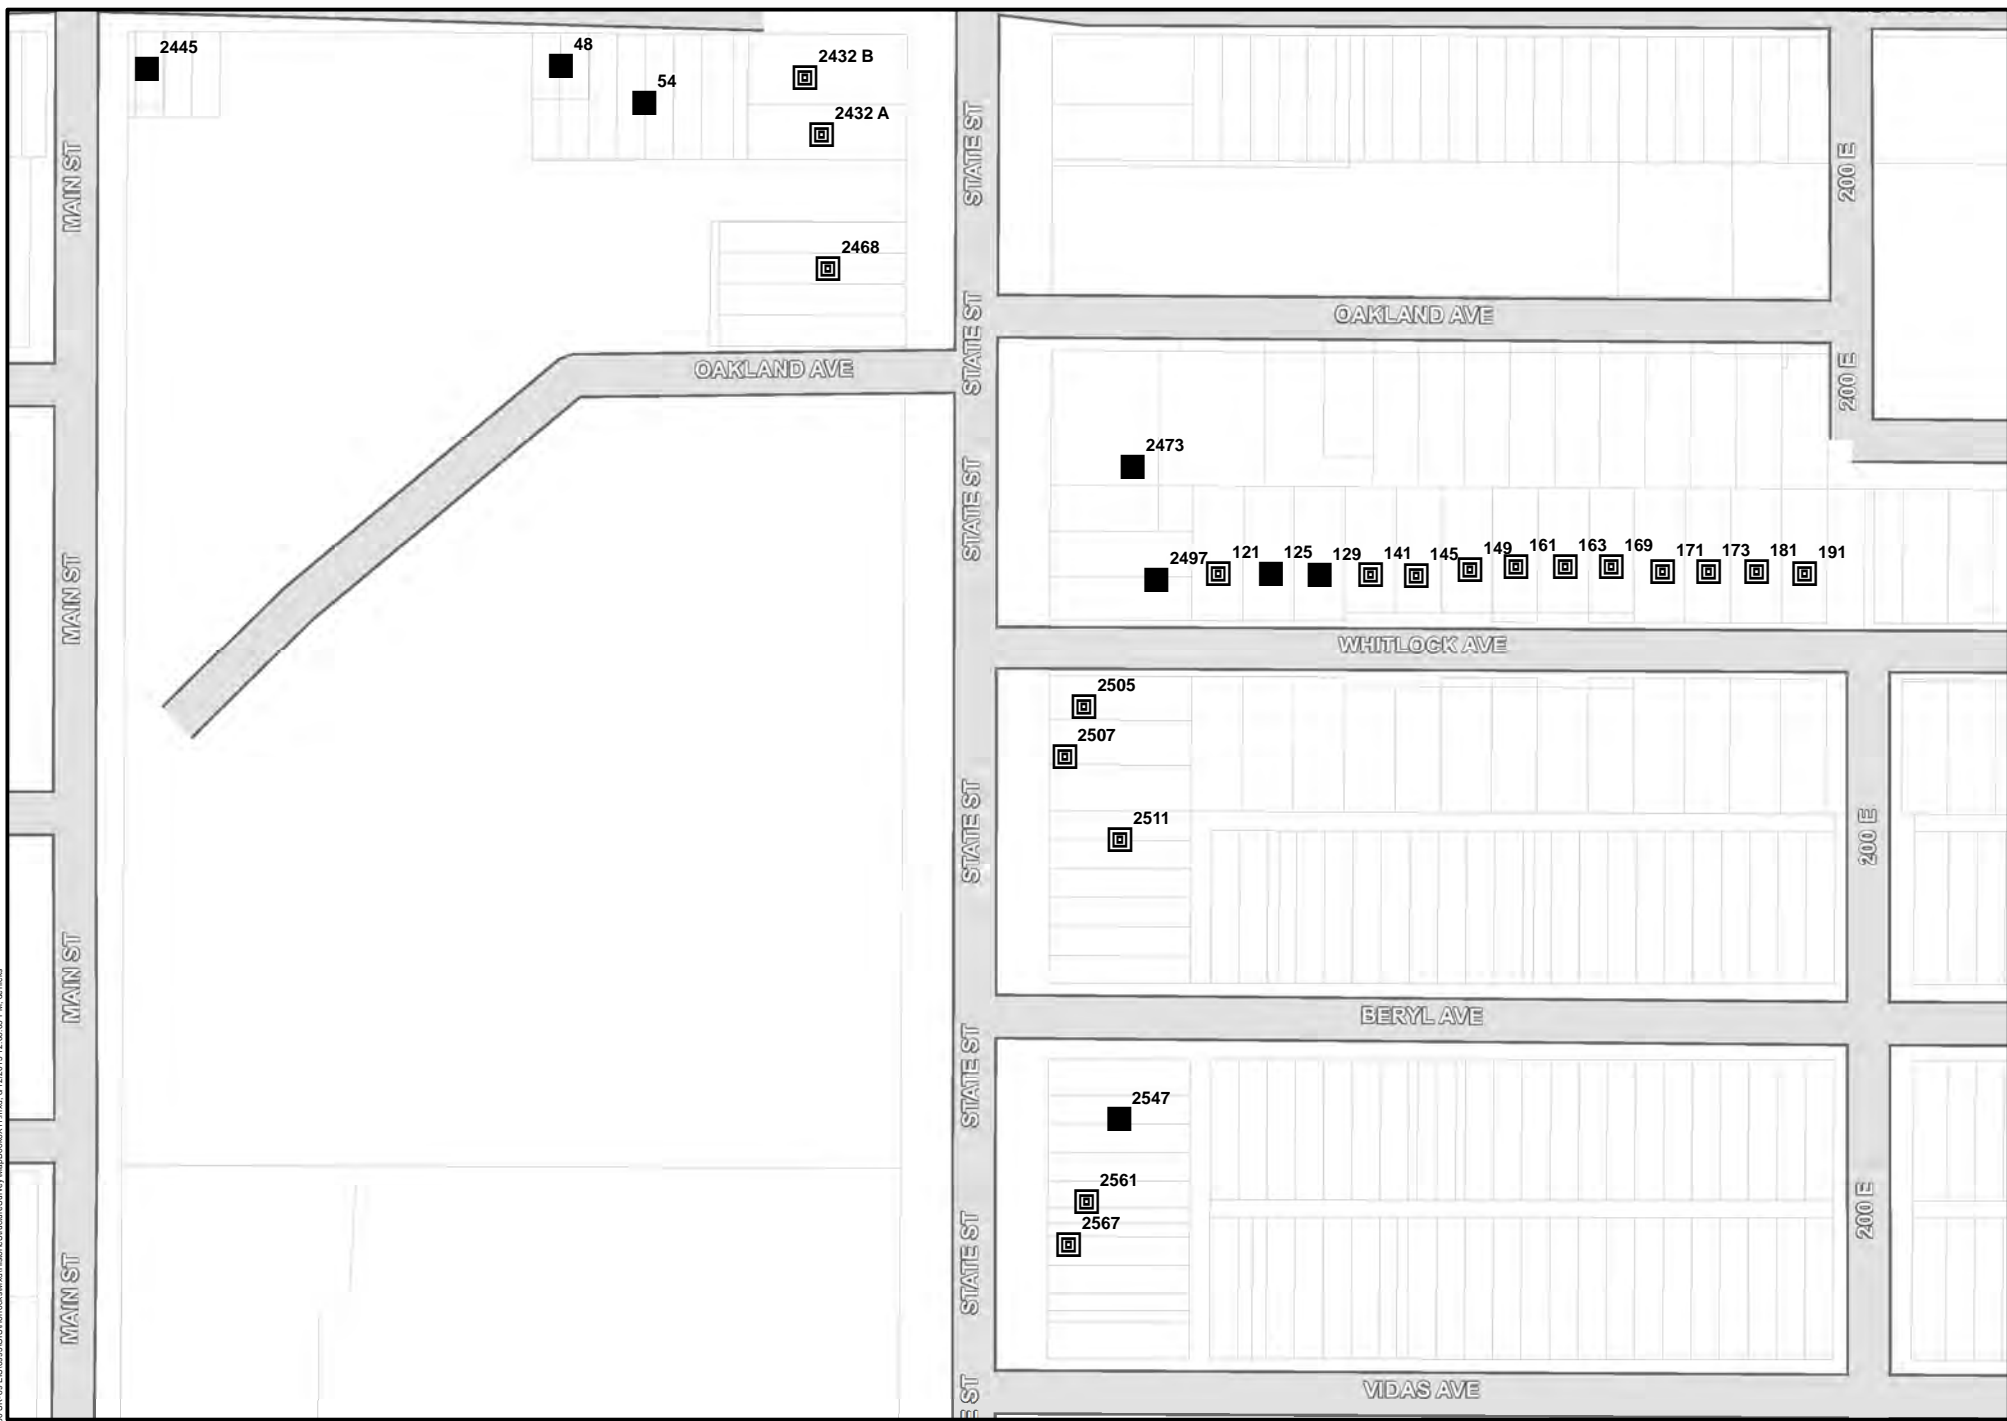 2445
48
54
2432 B
2432 A
MAIN ST
STATE ST
200 E
2468
OAKLAND AVE
STATE ST
OAKLAND AVE
200 E
2473
STATE ST
MAIN ST
2497
121
125
129
141
145
149
161
163
169
171
173
181
191
WHITLOCK AVE
2505
2507
2511
STATE ST
200 E
MAIN ST
BERYL AVE
STATE ST
2547
2561
2567
STATE ST
200 E
MAIN ST
VIDAS AVE
E ST